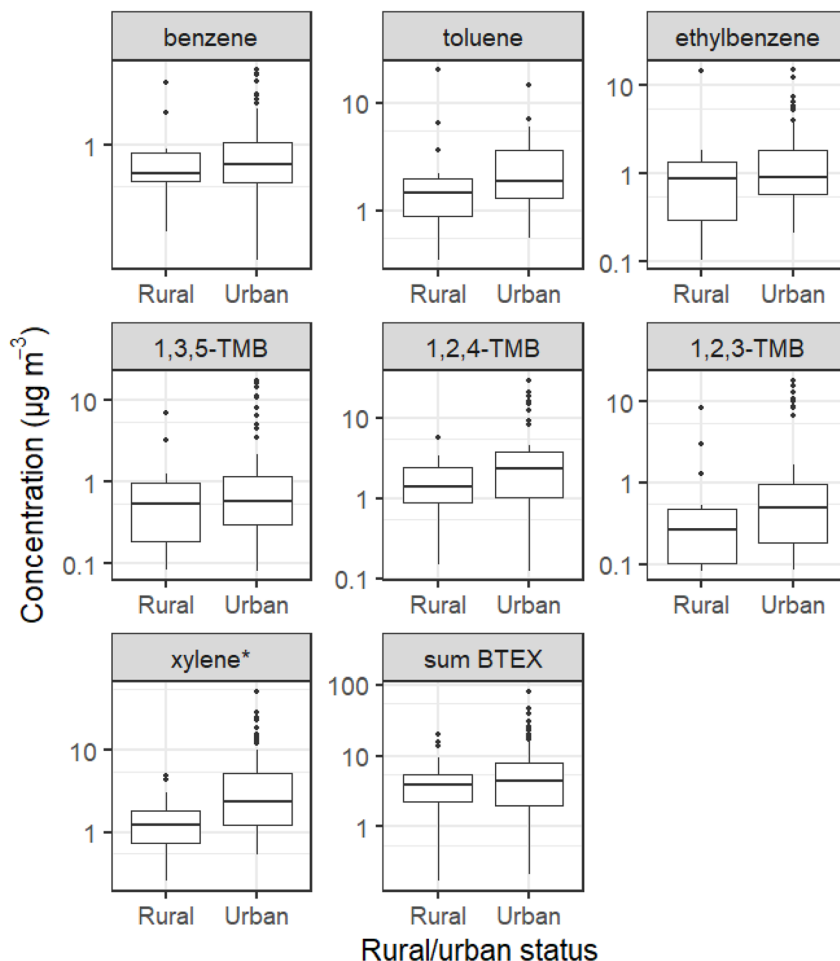 benzene
toluene
ethylbenzene
1
10
1
10
1
0.1
Rural Urban
Rural Urban
Rural Urban
1,3,5-TMB
1,2,4-TMB
1,2,3-TMB
10
1
0.1
10
1
0.1
10
1
0.1
Rural Urban
Rural Urban
Rural Urban
xylene*
sum BTEX
10
1
100
10
1
Rural Urban
Rural Urban
Concentration (µg m⁻³)
Rural/urban status